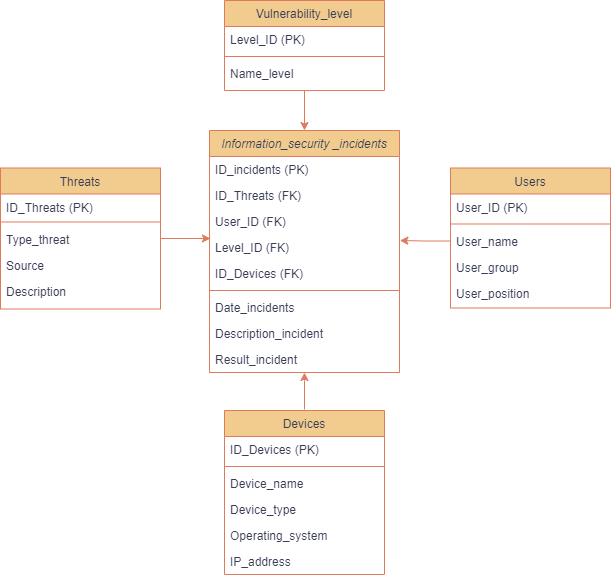 Vulnerability_level
Level_ID (PK)
Name_level
Information_security _incidents
ID_incidents (PK)
ID_Threats (FK)
User_ID (FK)
Level_ID (FK)
ID_Devices (FK)
Date_incidents
Description_incident
Result_incident
Threats
ID_Threats (PK)
Type_threat
Source
Description
Users
User_ID (PK)
User_name
User_group
User_position
Devices
ID_Devices (PK)
Device_name
Device_type
Operating_system
IP_address